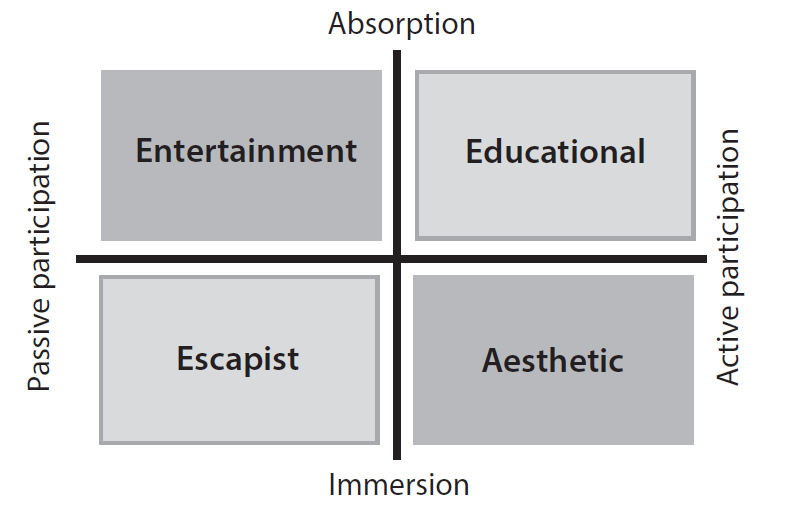 Absorption
Passive participation
Entertainment
Educational
Active participation
Escapist
Aesthetic
Immersion